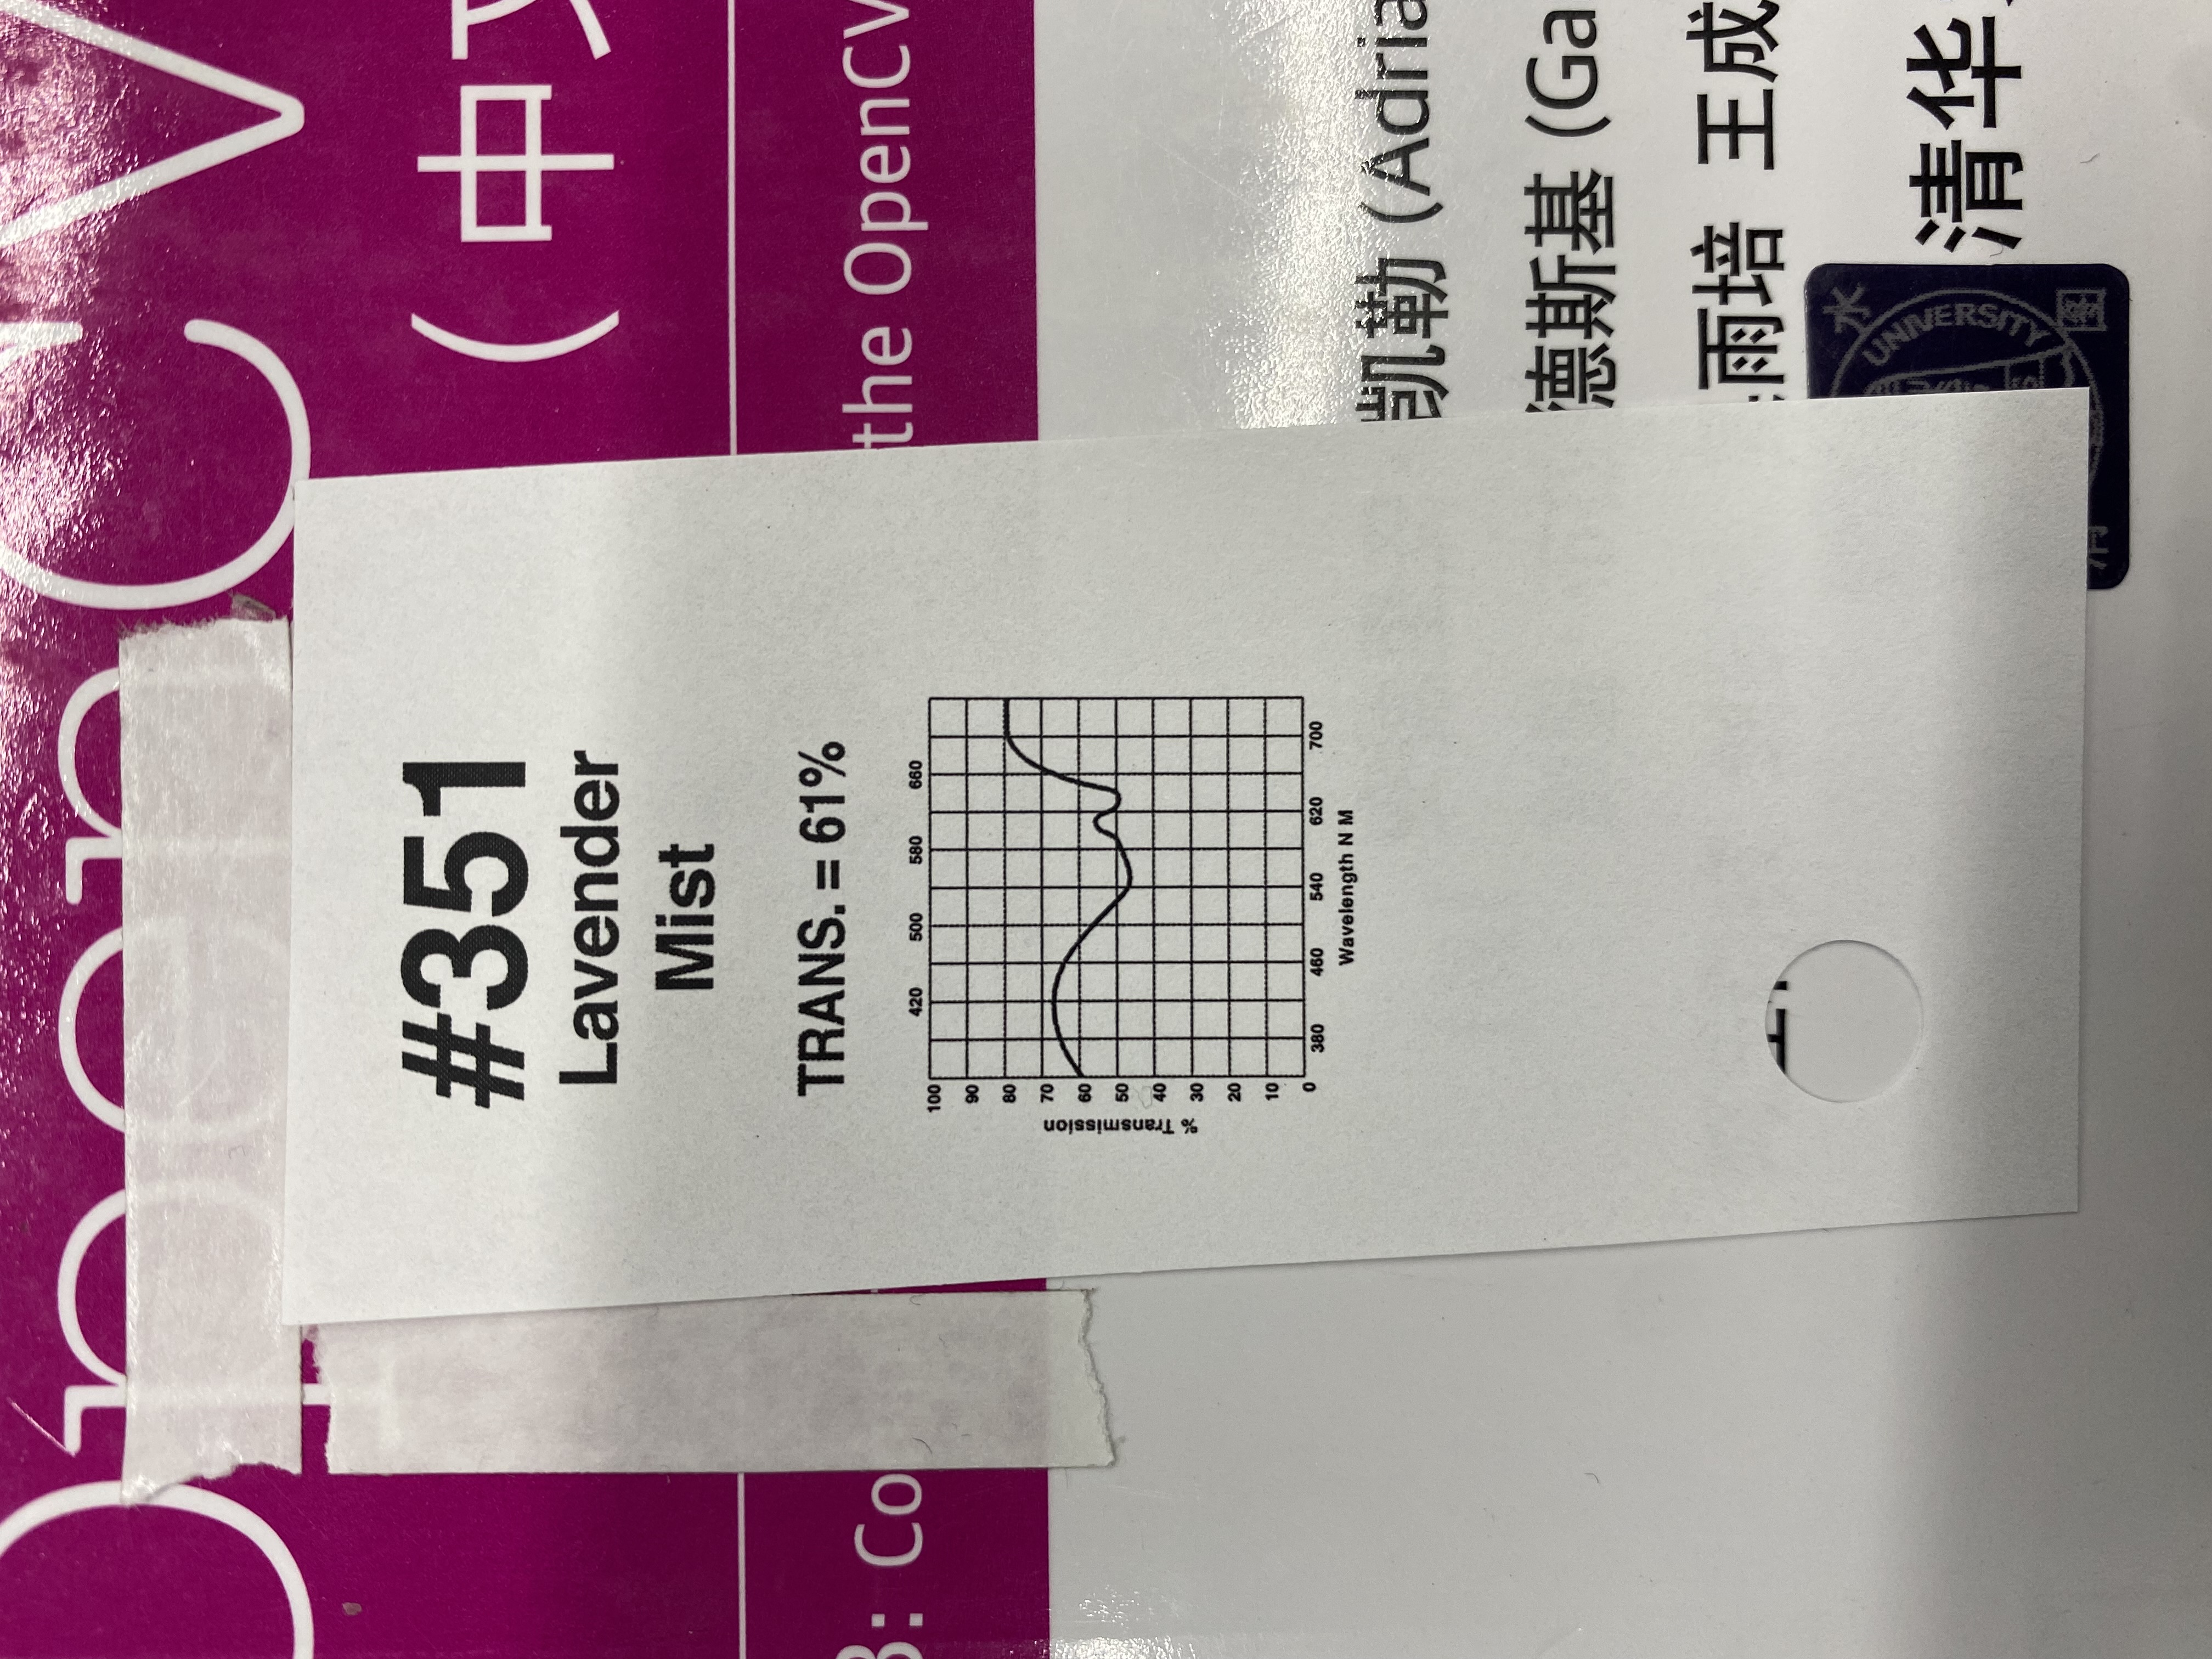 OpenCV
(中
#351
Lavender
Mist
TRANS. = 61%
3: Co
the OpenCV
420 500 580 660
100
90
80
70
60
50
40
30
20
10
0
% Transmission
380 460 540 620 700
Wavelength N M
凯勒 (Adria
德斯基 (Ga
雨培 王成
水
UNIVERSITY
清华